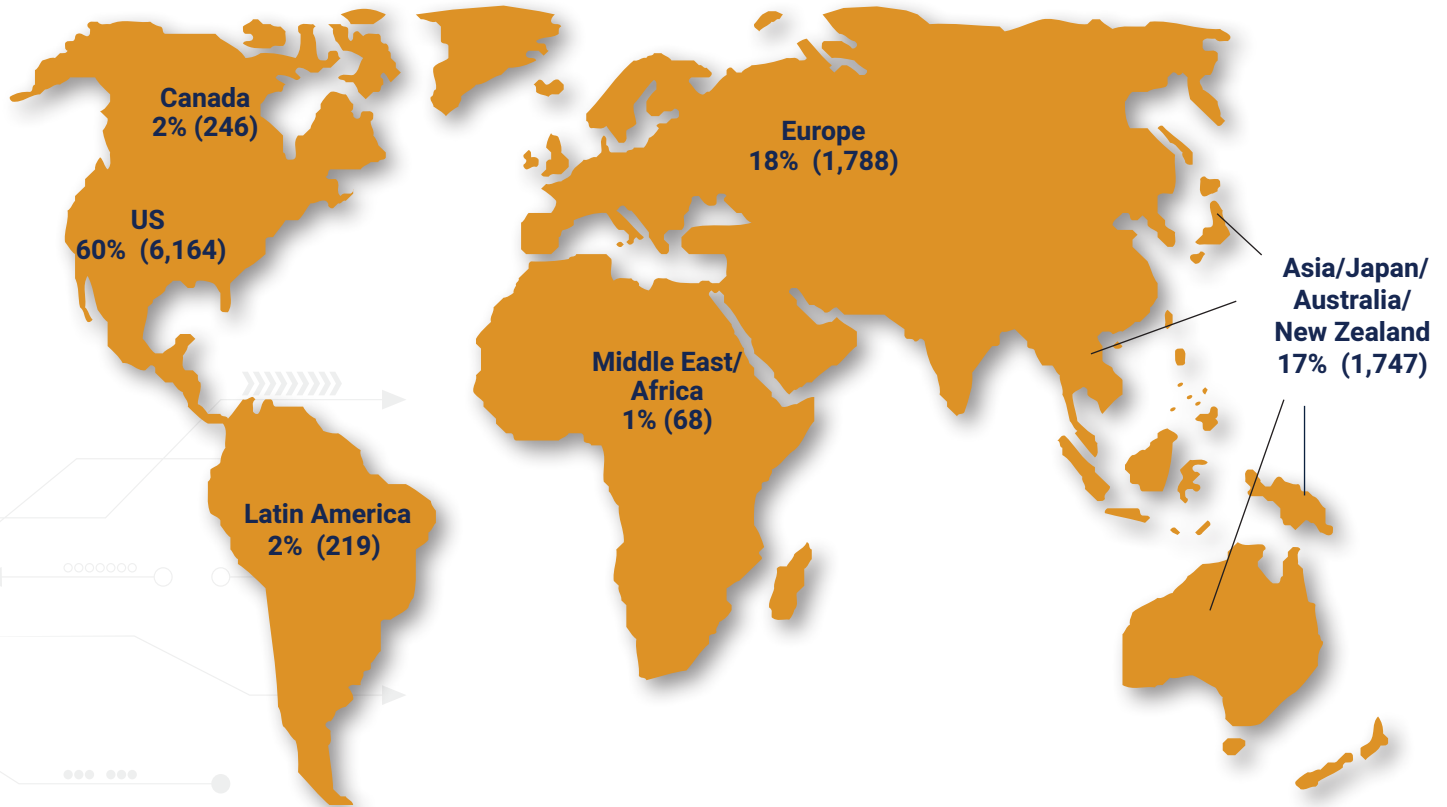 Canada
2% (246)
US
60% (6,164)
Europe
18% (1,788)
Asia/Japan/
Australia/
New Zealand
17% (1,747)
Middle East/
Africa
1% (68)
Latin America
2% (219)